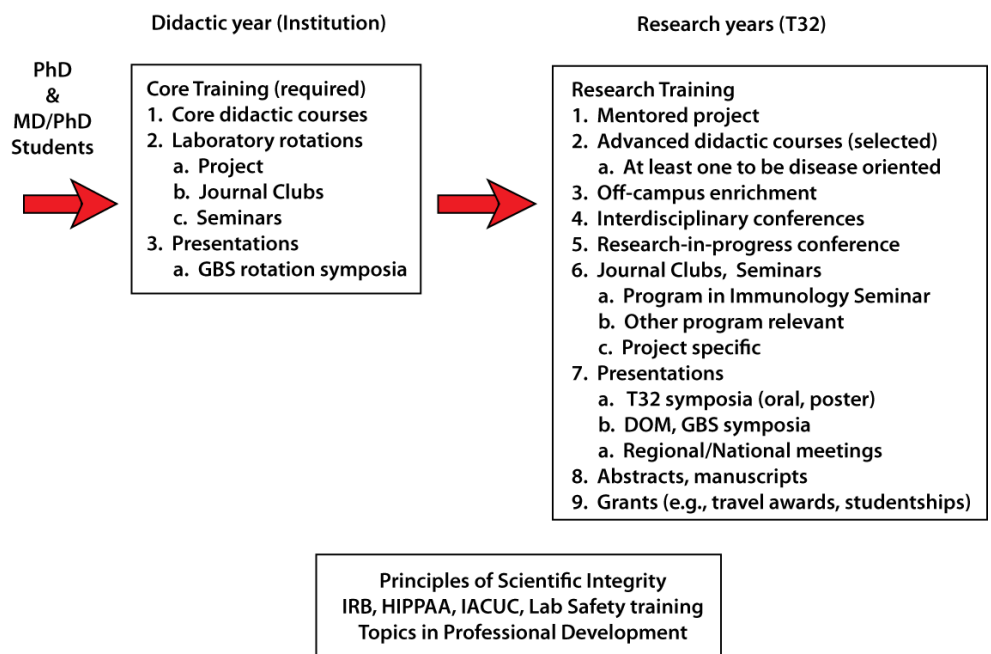 Didactic year (Institution)
Research years (T32)
PhD
&
MD/PhD
Students
Core Training (required)
1. Core didactic courses
2. Laboratory rotations
a. Project
b. Journal Clubs
c. Seminars
3. Presentations
a. GBS rotation symposia
Research Training
1. Mentored project
2. Advanced didactic courses (selected)
a. At least one to be disease oriented
3. Off-campus enrichment
4. Interdisciplinary conferences
5. Research-in-progress conference
6. Journal Clubs, Seminars
a. Program in Immunology Seminar
b. Other program relevant
c. Project specific
7. Presentations
a. T32 symposia (oral, poster)
b. DOM, GBS symposia
a. Regional/National meetings
8. Abstracts, manuscripts
9. Grants (e.g., travel awards, studentships)
Principles of Scientific Integrity
IRB, HIPPAA, IACUC, Lab Safety training
Topics in Professional Development